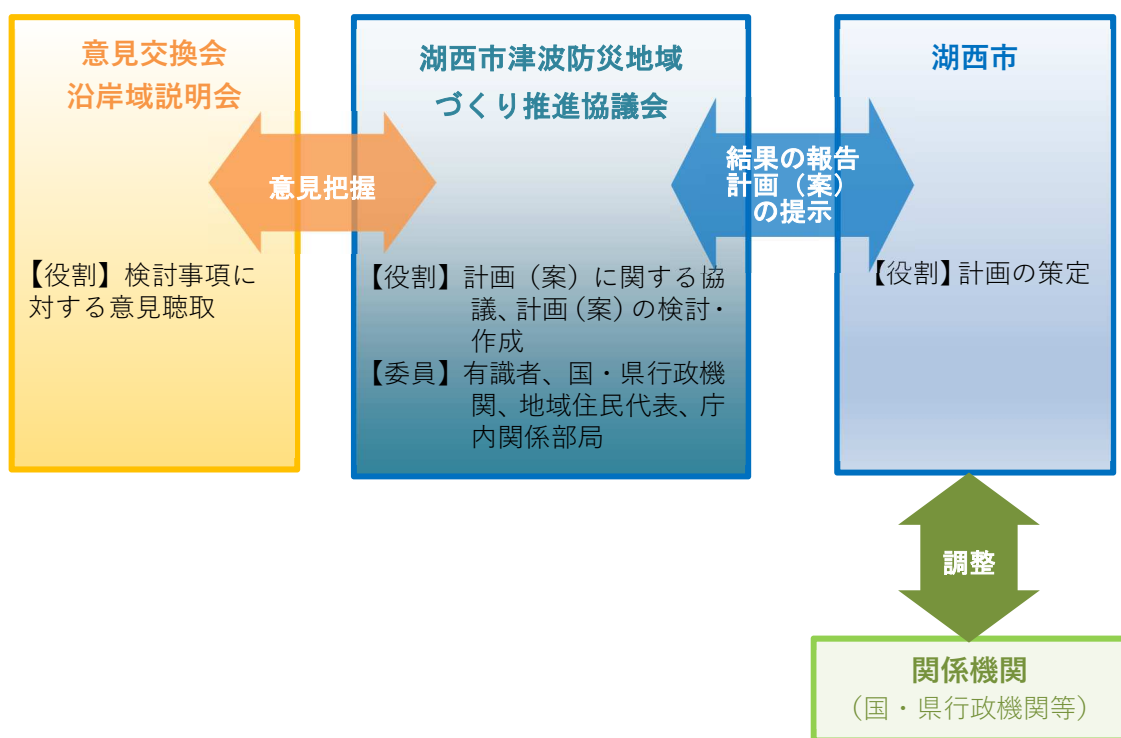 意見交換会
沿岸域説明会
意見把握
【役割】検討事項に
対する意見聴取
湖西市津波防災地域
づくり推進協議会
結果の報告
計画（案）
の提示
【役割】計画（案）に関する協
議、計画（案）の検討・
作成
【委員】有識者、国・県行政機
関、地域住民代表、庁
内関係部局
湖西市
【役割】計画の策定
調整
関係機関
（国・県行政機関等）